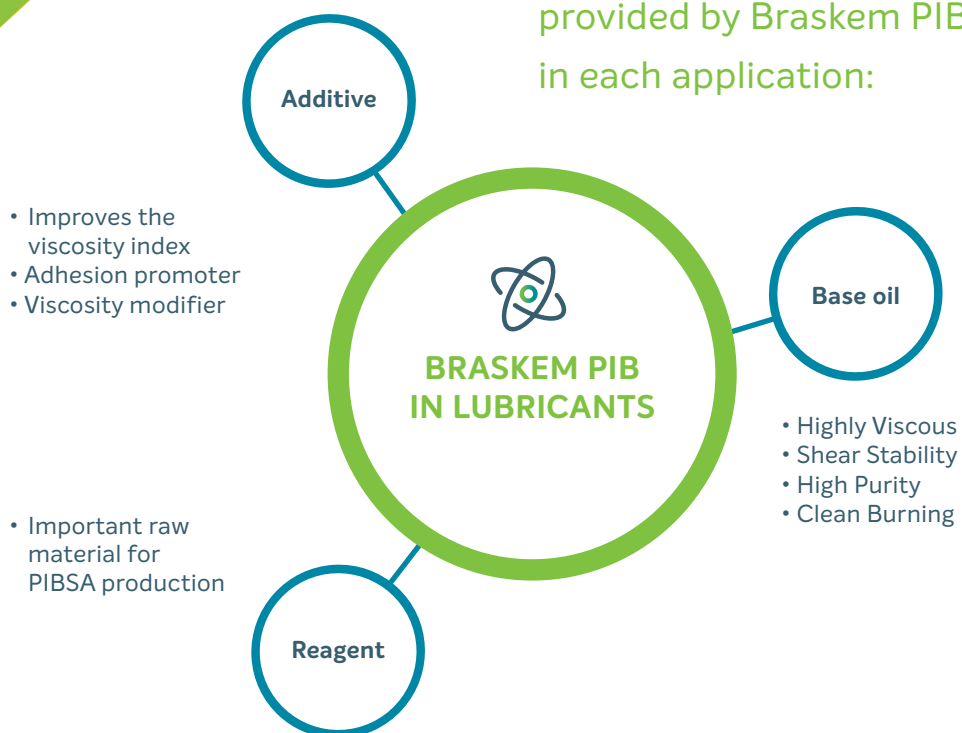 provided by Braskem PIB
in each application:
Additive
• Improves the
viscosity index
• Adhesion promoter
• Viscosity modifier
BRASKEM PIB
IN LUBRICANTS
Base oil
• Highly Viscous
• Shear Stability
• High Purity
• Clean Burning
• Important raw
material for
PIBSA production
Reagent